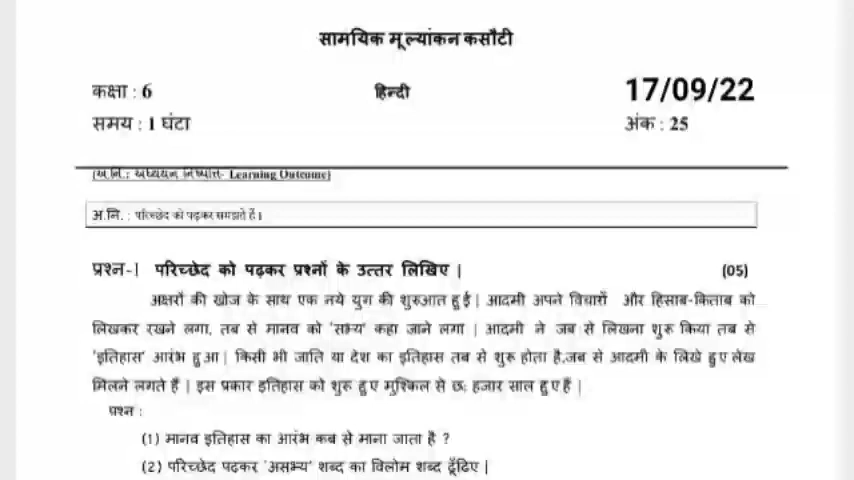 सामयिक मूल्यांकन कसौटी
कक्षा : 6 हिन्दी 17/09/22
समय : 1 घंटा अंक : 25
(अ.नि.: अध्ययन निष्पत्ति- Learning Outcome)
अ.नि. : परिच्छेद को पढ़कर समझते हैं।
प्रश्न-I परिच्छेद को पढ़कर प्रश्नों के उत्तर लिखिए | (05)
अक्षरों की खोज के साथ एक नये युग की शुरुआत हुई | आदमी अपने विचारों और हिसाब-किताब को
लिखकर रखने लगा, तब से मानव को 'सभ्य' कहा जाने लगा | आदमी ने जब से लिखना शुरू किया तब से
'इतिहास' आरंभ हुआ | किसी भी जाति या देश का इतिहास तब से शुरू होता है,जब से आदमी के लिखे हुए लेख
मिलने लगते हैं | इस प्रकार इतिहास को शुरू हुए मुश्किल से छ: हजार साल हुए हैं |
प्रश्न :
(1) मानव इतिहास का आरंभ कब से माना जाता है ?
(2) परिच्छेद पढ़कर 'असभ्य' शब्द का विलोम शब्द ढूँढिए |